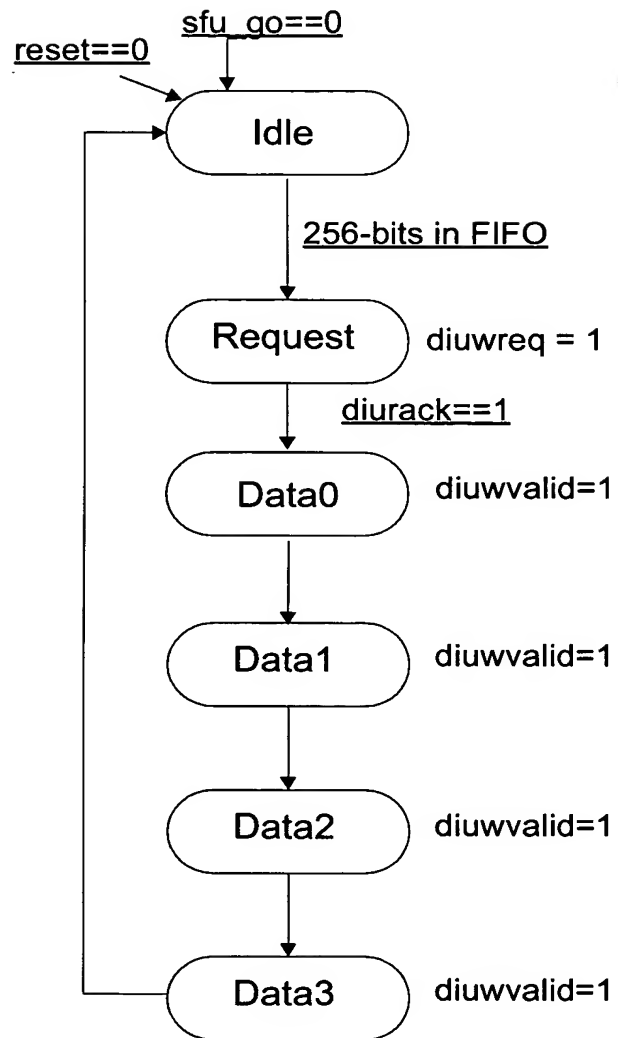 sfu_go==0
reset==0
Idle
256-bits in FIFO
Request
diuwreq = 1
diurack==1
Data0
diuwvalid=1
Data1
diuwvalid=1
Data2
diuwvalid=1
Data3
diuwvalid=1